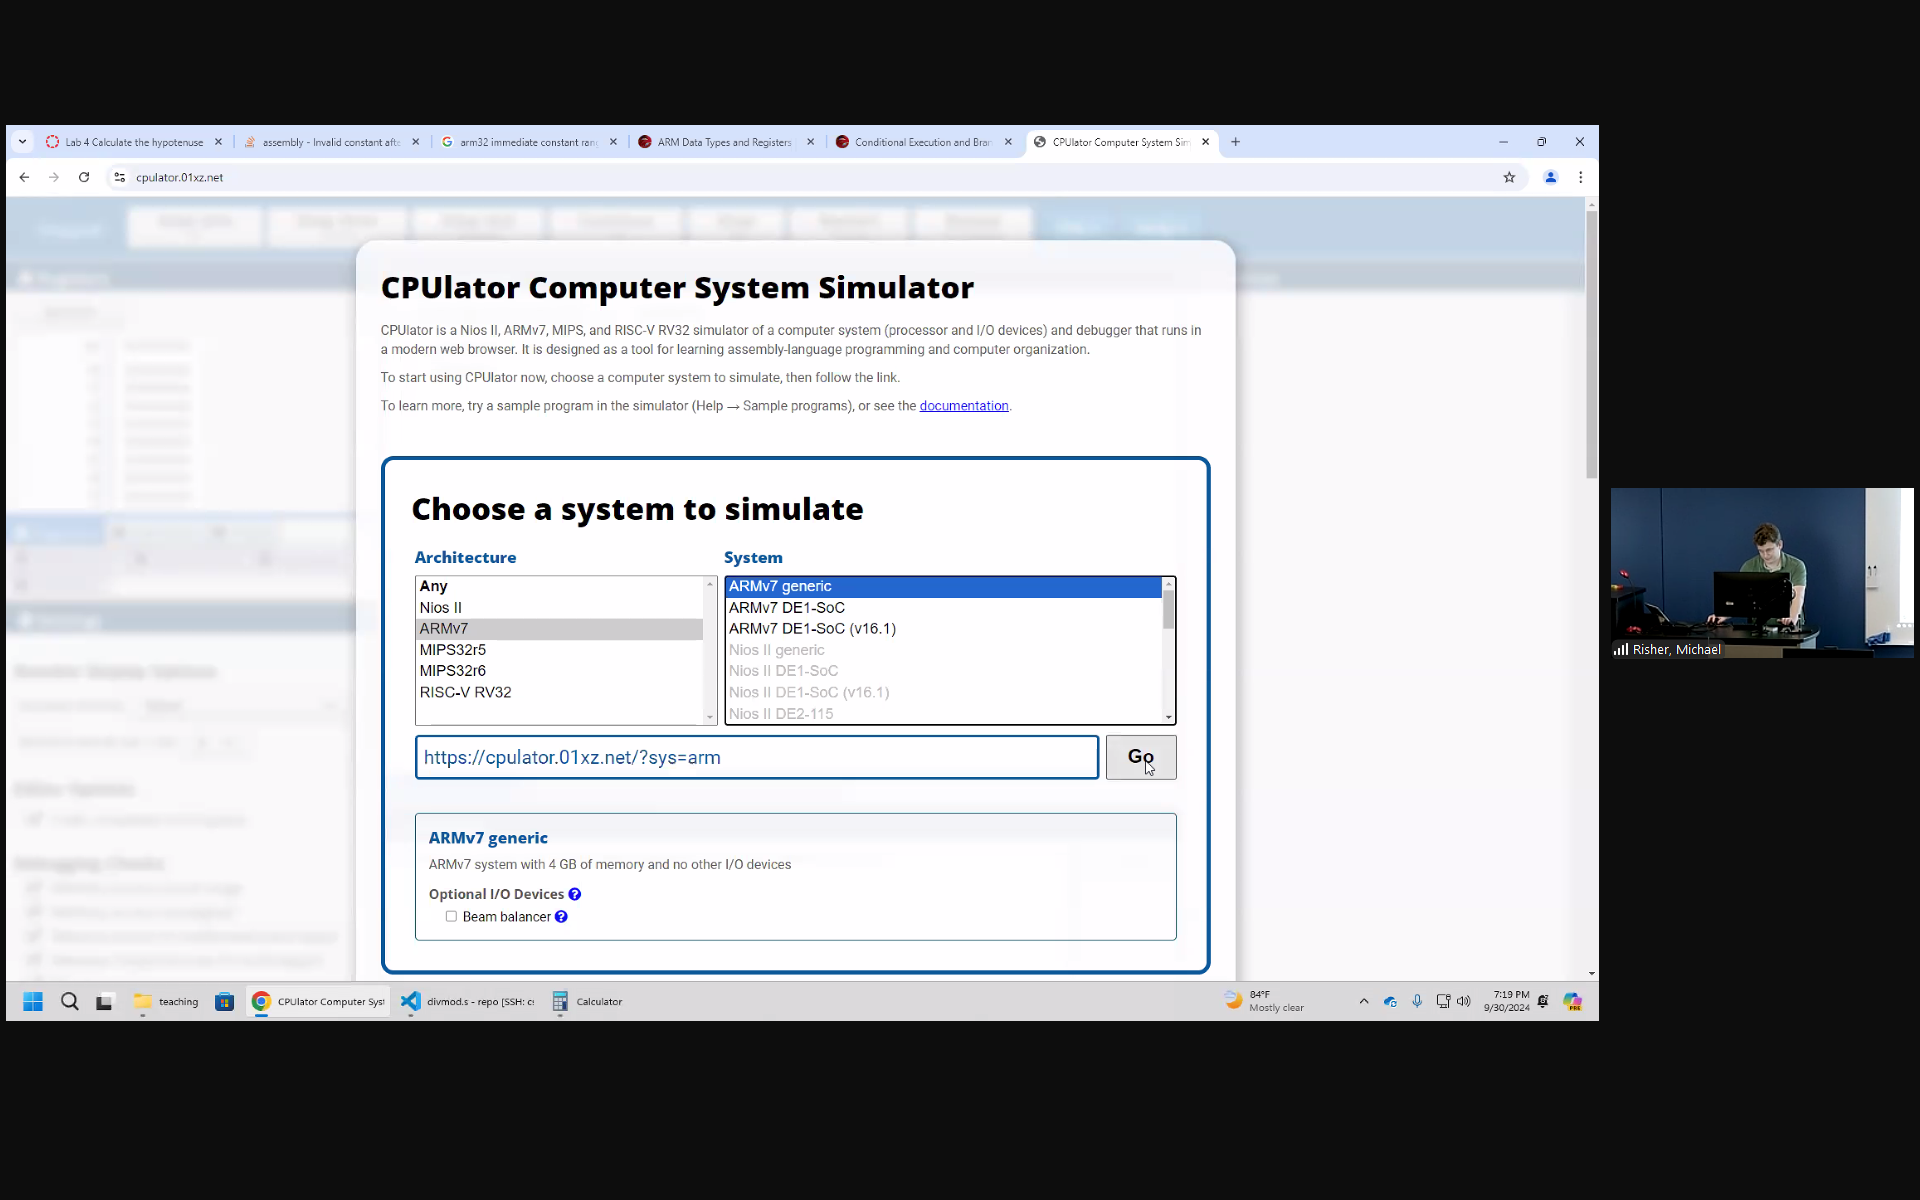 Lab 4 Calculate the hypotenuse
assembly - Invalid constant aft
arm32 immediate constant ran
ARM Data Types and Registers
Conditional Execution and Bran
CPUlator Computer System Sim
cpulator.01xz.net
CPUlator Computer System Simulator
CPUlator is a Nios II, ARMv7, MIPS, and RISC-V RV32 simulator of a computer system (processor and I/O devices) and debugger that runs in
a modern web browser. It is designed as a tool for learning assembly-language programming and computer organization.
To start using CPUlator now, choose a computer system to simulate, then follow the link.
To learn more, try a sample program in the simulator (Help → Sample programs), or see the documentation.
Choose a system to simulate
Architecture
System
Any
Nios II
ARMv7
MIPS32r5
MIPS32r6
RISC-V RV32
ARMv7 generic
ARMv7 DE1-SoC
ARMv7 DE1-SoC (v16.1)
Nios II generic
Nios II DE1-SoC
Nios II DE1-SoC (v16.1)
Nios II DE2-115
https://cpulator.01xz.net/?sys=arm
Go
ARMv7 generic
ARMv7 system with 4 GB of memory and no other I/O devices
Optional I/O Devices ?
Beam balancer ?
Risher, Michael
teaching
CPUlator Computer Syst
divmod.s - repo [SSH: cs
Calculator
84°F
Mostly clear
7:19 PM
9/30/2024
PRE